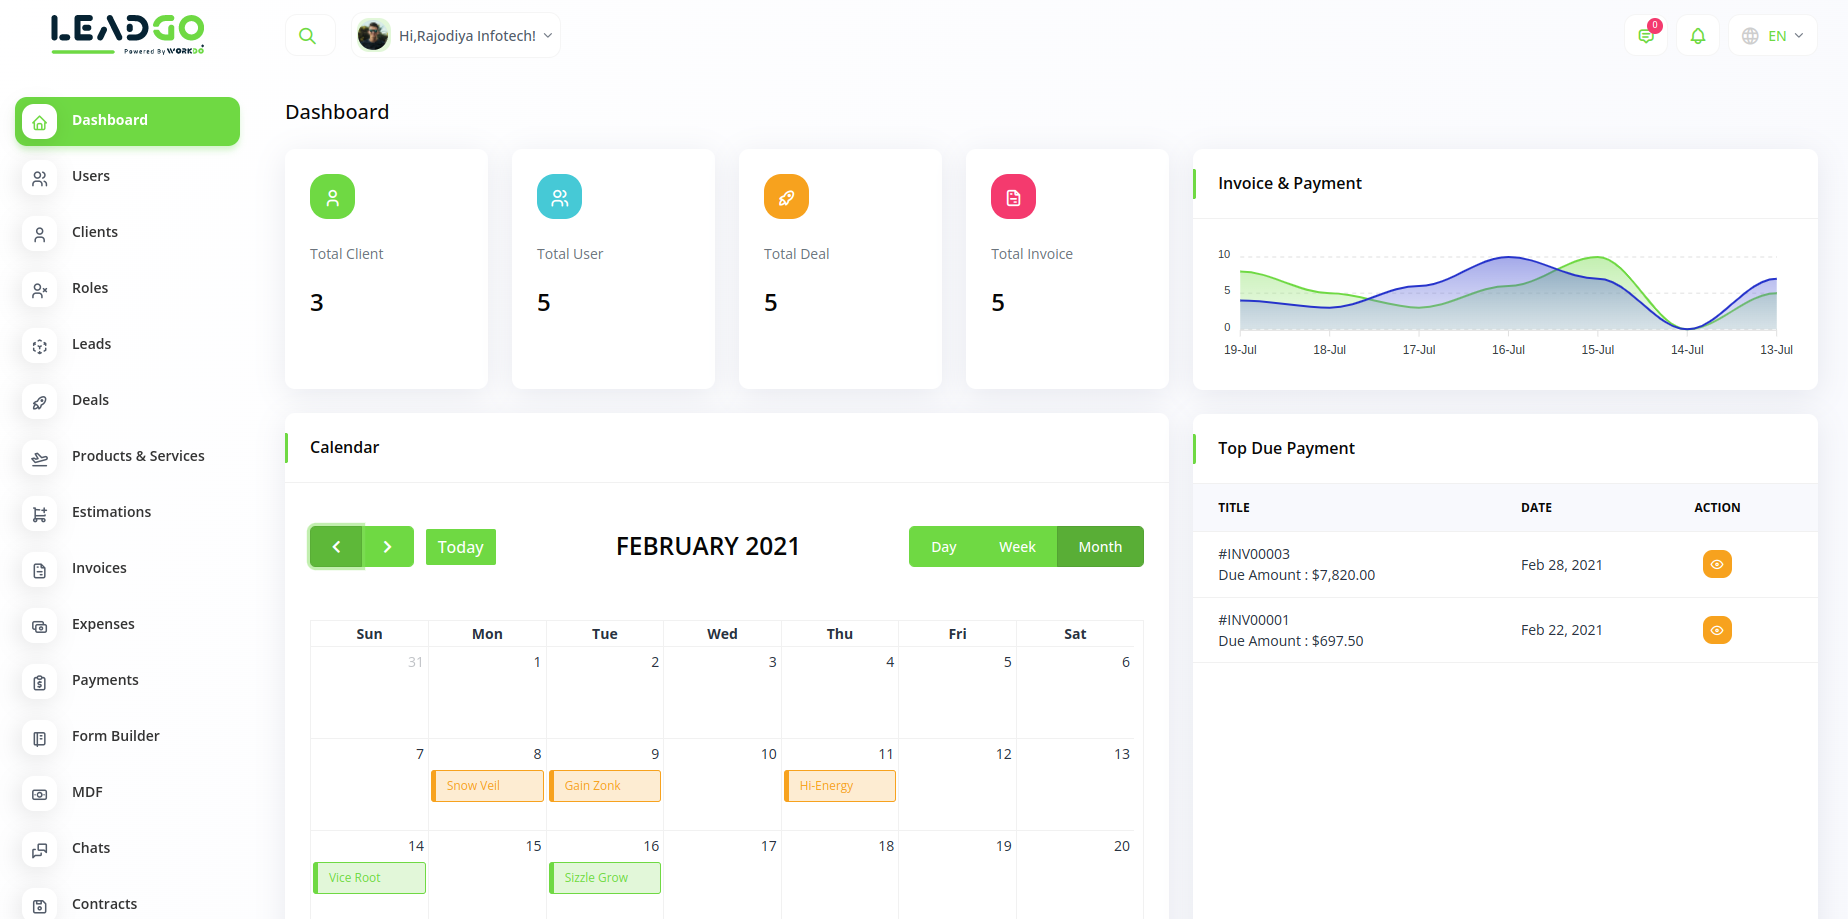 LEADGO
Powered By WORKDO
Hi,Rajodiya Infotech!
0
EN
Dashboard
Users
Clients
Roles
Leads
Deals
Products & Services
Estimations
Invoices
Expenses
Payments
Form Builder
MDF
Chats
Contracts
Dashboard
Total Client
3
Total User
5
Total Deal
5
Total Invoice
5
Invoice & Payment
10
5
0
19-Jul 18-Jul 17-Jul 16-Jul 15-Jul 14-Jul 13-Jul
Calendar
Today
FEBRUARY 2021
Day Week Month
Sun Mon Tue Wed Thu Fri Sat
31 1 2 3 4 5 6
7 8 9 10 11 12 13
Snow Veil Gain Zonk Hi-Energy
14 15 16 17 18 19 20
Vice Root Sizzle Grow
Top Due Payment
TITLE DATE ACTION
#INV00003
Due Amount : $7,820.00
Feb 28, 2021
#INV00001
Due Amount : $697.50
Feb 22, 2021